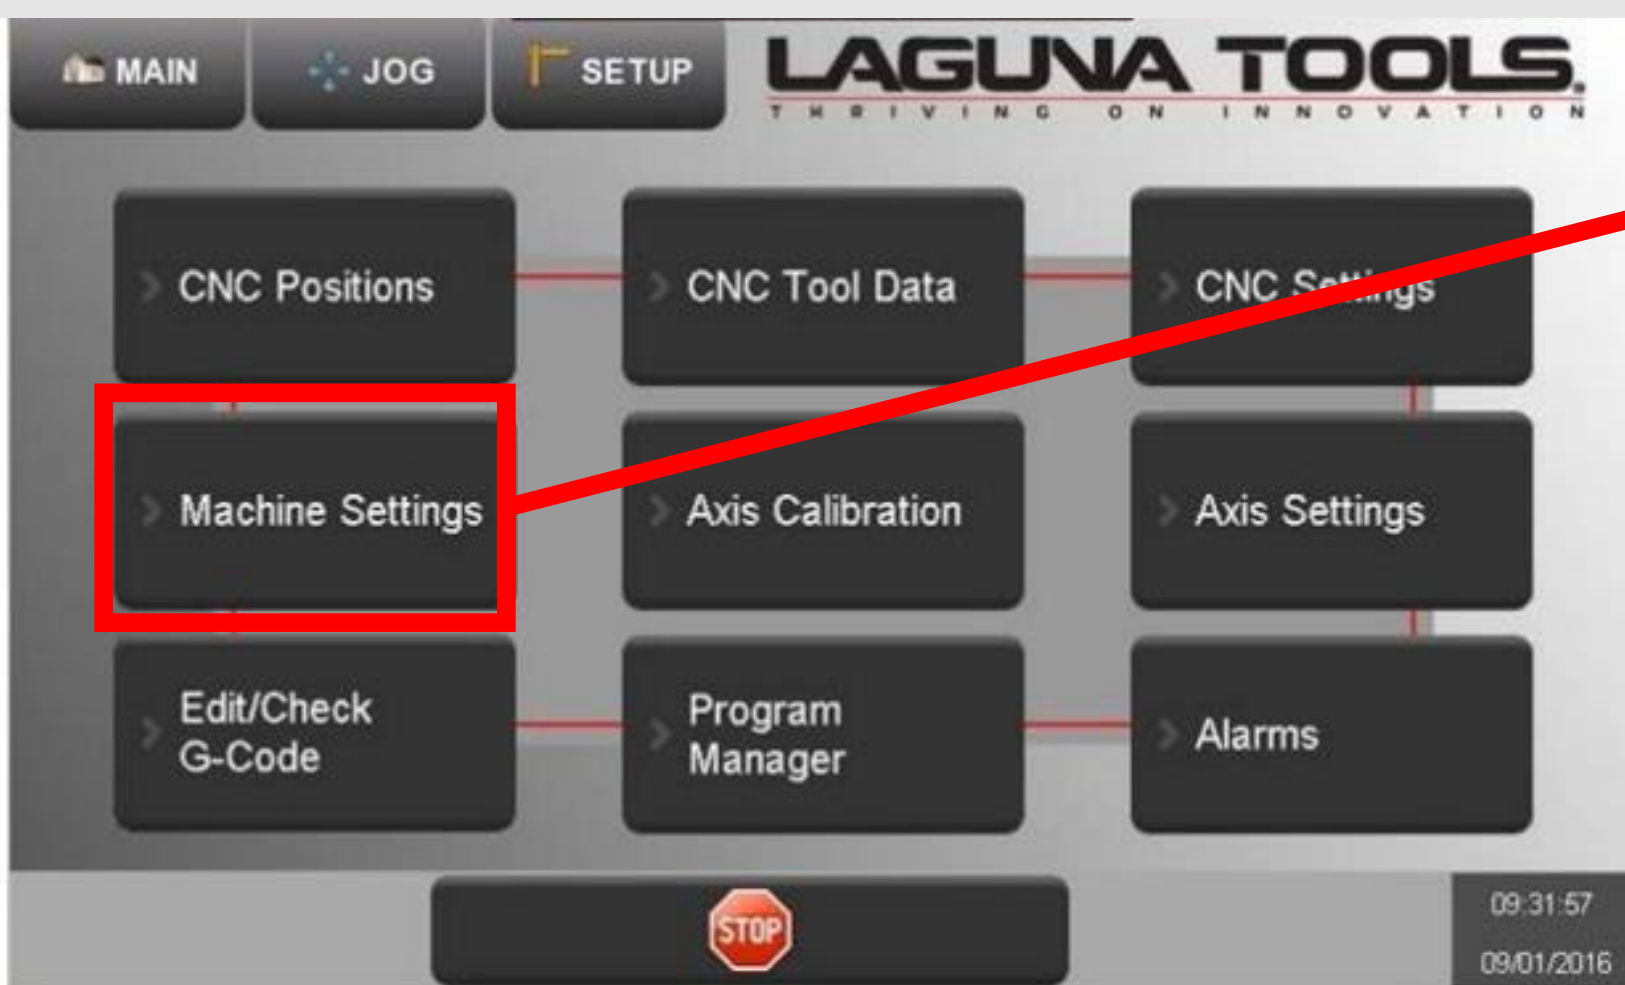 MAIN
JOG
SETUP
LAGUNA TOOLS®
THRIVING ON INNOVATION
CNC Positions
CNC Tool Data
CNC Settings
Machine Settings
Axis Calibration
Axis Settings
Edit/Check
G-Code
Program
Manager
Alarms
STOP
09:31:57
09/01/2016